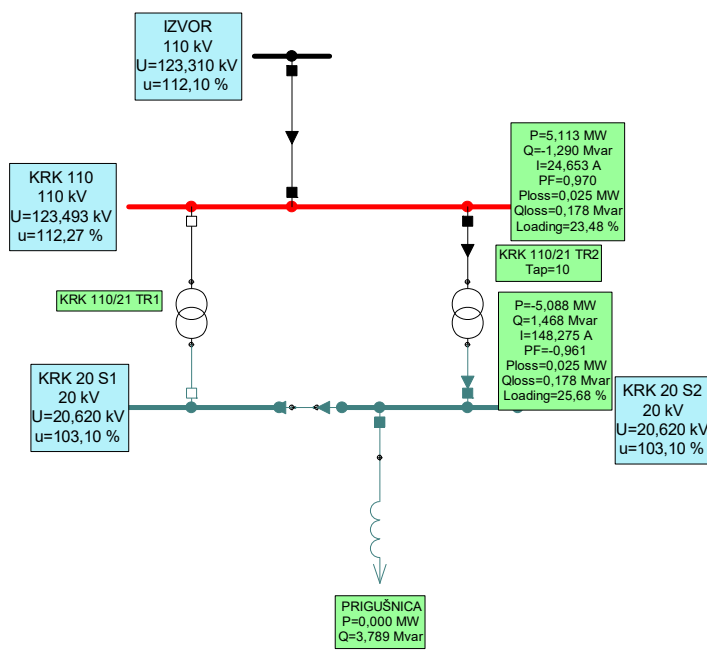 IZVOR
110 kV
U=123,310 kV
u=112,10 %
KRK 110
110 kV
U=123,493 kV
u=112,27 %
P=5,113 MW
Q=-1,290 Mvar
I=24,653 A
PF=0,970
Ploss=0,025 MW
Qloss=0,178 Mvar
Loading=23,48 %
KRK 110/21 TR2
Tap=10
KRK 110/21 TR1
P=-5,088 MW
Q=1,468 Mvar
I=148,275 A
PF=-0,961
Ploss=0,025 MW
Qloss=0,178 Mvar
Loading=25,68 %
KRK 20 S1
20 kV
U=20,620 kV
u=103,10 %
KRK 20 S2
20 kV
U=20,620 kV
u=103,10 %
PRIGUŠNICA
P=0,000 MW
Q=3,789 Mvar